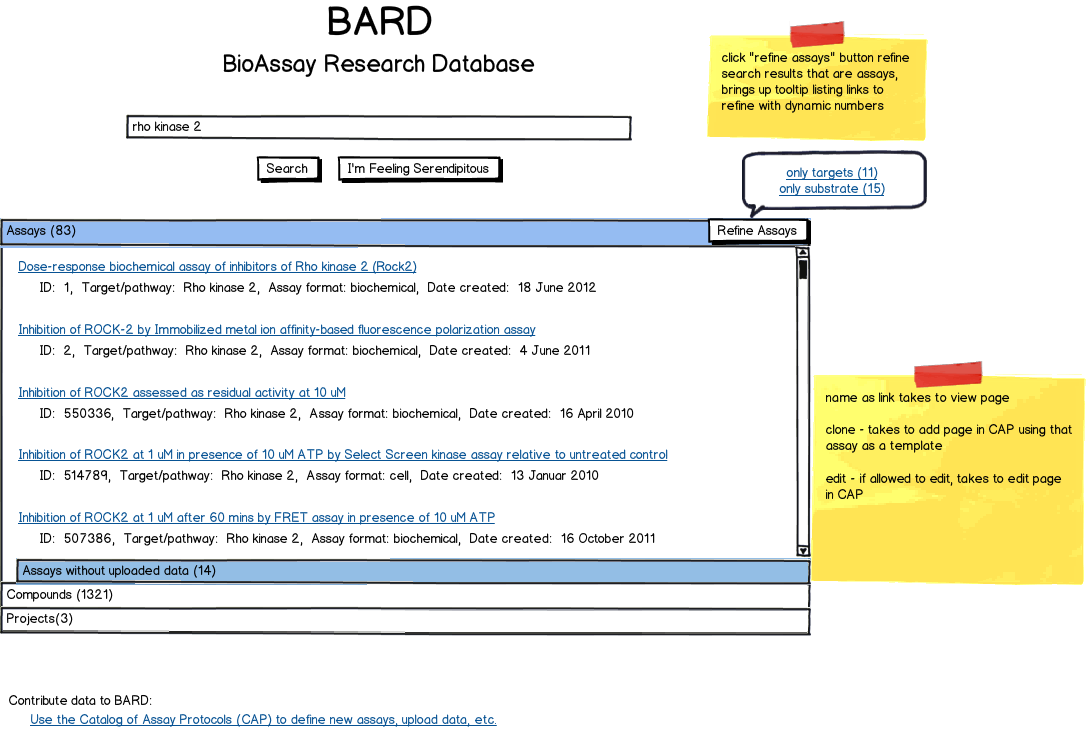 BARD
BioAssay Research Database
click "refine assays" button refine
search results that are assays,
brings up tooltip listing links to
refine with dynamic numbers
rho kinase 2
Search
I'm Feeling Serendipitous
only targets (11)
only substrate (15)
Assays (83)
Refine Assays
Dose-response biochemical assay of inhibitors of Rho kinase 2 (Rock2)
ID: 1, Target/pathway: Rho kinase 2, Assay format: biochemical, Date created: 18 June 2012
Inhibition of ROCK-2 by Immobilized metal ion affinity-based fluorescence polarization assay
ID: 2, Target/pathway: Rho kinase 2, Assay format: biochemical, Date created: 4 June 2011
Inhibition of ROCK2 assessed as residual activity at 10 uM
ID: 550336, Target/pathway: Rho kinase 2, Assay format: biochemical, Date created: 16 April 2010
Inhibition of ROCK2 at 1 uM in presence of 10 uM ATP by Select Screen kinase assay relative to untreated control
ID: 514789, Target/pathway: Rho kinase 2, Assay format: cell, Date created: 13 Januar 2010
Inhibition of ROCK2 at 1 uM after 60 mins by FRET assay in presence of 10 uM ATP
ID: 507386, Target/pathway: Rho kinase 2, Assay format: biochemical, Date created: 16 October 2011
name as link takes to view page
clone - takes to add page in CAP using that
assay as a template
edit - if allowed to edit, takes to edit page
in CAP
Assays without uploaded data (14)
Compounds (1321)
Projects(3)
Contribute data to BARD:
Use the Catalog of Assay Protocols (CAP) to define new assays, upload data, etc.